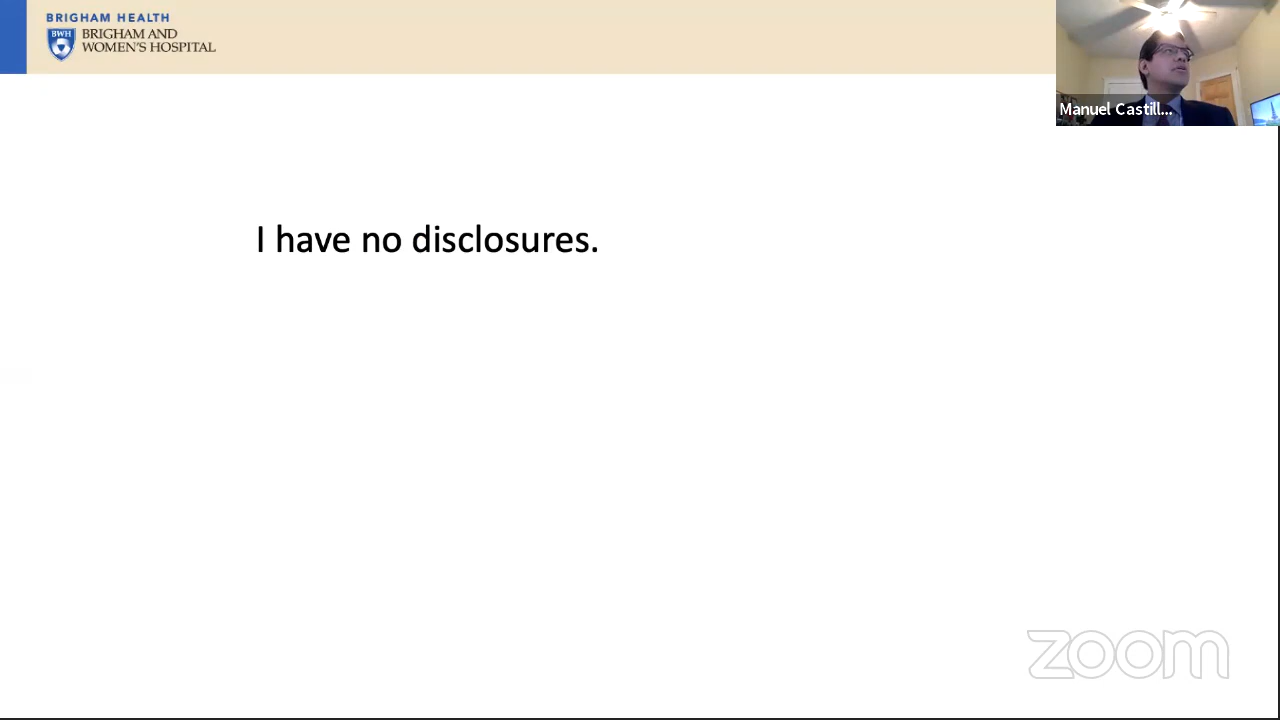 BRIGHAM HEALTH
BWH
BRIGHAM AND
WOMEN'S HOSPITAL
Manuel Castill...
I have no disclosures.
zoom